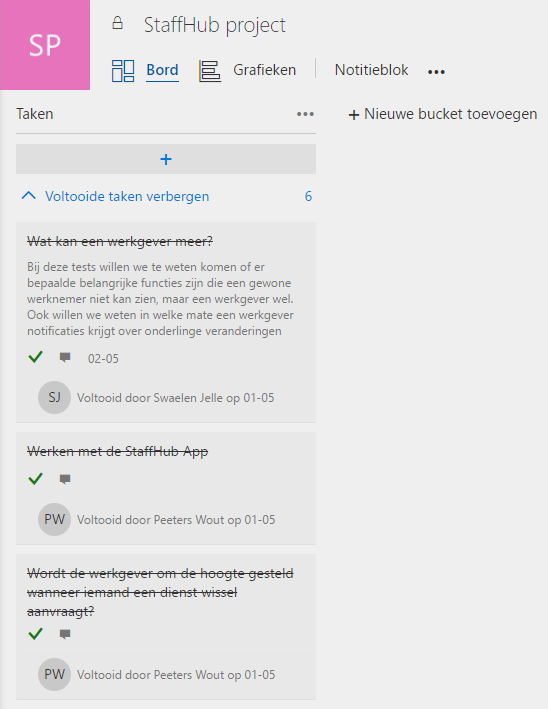 SP
StaffHub project
Bord
Grafieken
Notitieblok
Taken
+ Nieuwe bucket toevoegen
+
Voltooide taken verbergen 6
Wat kan een werkgever meer?
Bij deze tests willen we te weten komen of er
bepaalde belangrijke functies zijn die een gewone
werknemer niet kan zien, maar een werkgever wel.
Ook willen we weten in welke mate een werkgever
notificaties krijgt over onderlinge veranderingen
02-05
SJ Voltooid door Swaelen Jelle op 01-05
Werken met de StaffHub App
PW Voltooid door Peeters Wout op 01-05
Wordt de werkgever om de hoogte gesteld
wanneer iemand een dienst wissel
aanvraagt?
PW Voltooid door Peeters Wout op 01-05